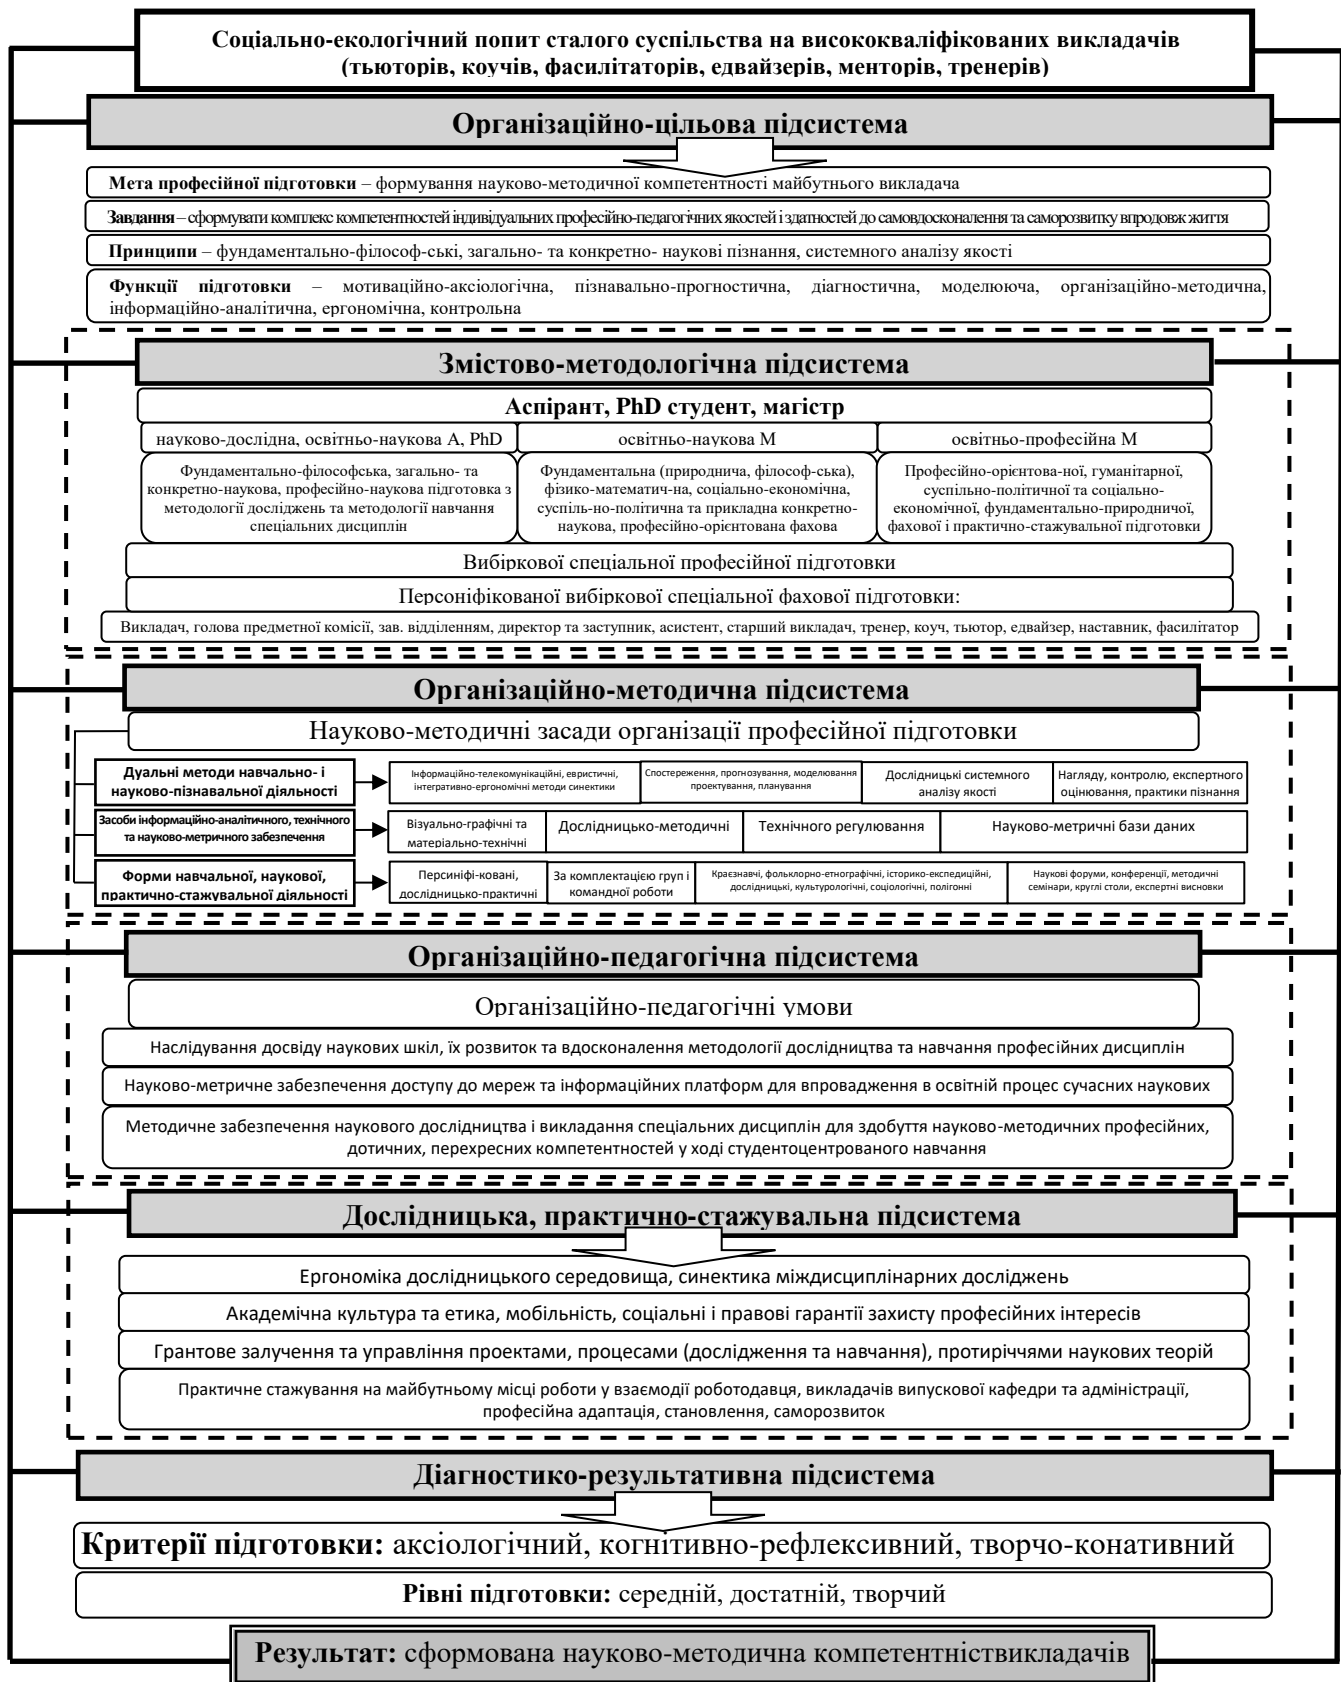 Соціально-екологічний попит сталого суспільства на висококваліфікованих викладачів
(тьюторів, коучів, фасилітаторів, едвайзерів, менторів, тренерів)
Організаційно-цільова підсистема
Мета професійної підготовки – формування науково-методичної компетентності майбутнього викладача
Завдання – сформувати комплекс компетентностей індивідуальних професійно-педагогічних якостей і здатностей до самовдосконалення та саморозвитку впродовж життя
Принципи – фундаментально-філософ-ські, загально- та конкретно- наукові пізнання, системного аналізу якості
Функції підготовки – мотиваційно-аксіологічна, пізнавально-прогностична, діагностична, моделююча, організаційно-методична,
інформаційно-аналітична, ергономічна, контрольна
Змістово-методологічна підсистема
Аспірант, PhD студент, магістр
науково-дослідна, освітньо-наукова А, PhD
освітньо-наукова М
освітньо-професійна М
Фундаментально-філософська, загально- та
конкретно-наукова, професійно-наукова підготовка з
методології досліджень та методології навчання
спеціальних дисциплін
Фундаментальна (природнича, філософ-ська),
фізико-математич-на, соціально-економічна,
суспіль-но-політична та прикладна конкретно-
наукова, професійно-орієнтована фахова
Професійно-орієнтова-ної, гуманітарної,
суспільно-політичної та соціально-
економічної, фундаментально-природничої,
фахової і практично-стажувальної підготовки
Вибіркової спеціальної професійної підготовки
Персоніфікованої вибіркової спеціальної фахової підготовки:
Викладач, голова предметної комісії, зав. відділенням, директор та заступник, асистент, старший викладач, тренер, коуч, тьютор, едвайзер, наставник, фасилітатор
Організаційно-методична підсистема
Науково-методичні засади організації професійної підготовки
Дуальні методи навчально- і
науково-пізнавальної діяльності
Інформаційно-телекомунікаційні, евристичні,
інтегративно-ергономічні методи синектики
Спостереження, прогнозування, моделювання
проектування, планування
Дослідницькі системного
аналізу якості
Нагляду, контролю, експертного
оцінювання, практики пізнання
Засоби інформаційно-аналітичного, технічного
та науково-метричного забезпечення
Візуально-графічні та
матеріально-технічні
Дослідницько-методичні
Технічного регулювання
Науково-метричні бази даних
Форми навчальної, наукової,
практично-стажувальної діяльності
Персиніфі-ковані,
дослідницько-практичні
За комплектацією груп і
командної роботи
Краєзнавчі, фольклорно-етнографічні, історико-експедиційні,
дослідницькі, культурологічні, соціологічні, полігонні
Наукові форуми, конференції, методичні
семінари, круглі столи, експертні висновки
Організаційно-педагогічна підсистема
Організаційно-педагогічні умови
Наслідування досвіду наукових шкіл, їх розвиток та вдосконалення методології дослідництва та навчання професійних дисциплін
Науково-метричне забезпечення доступу до мереж та інформаційних платформ для впровадження в освітній процес сучасних наукових
Методичне забезпечення наукового дослідництва і викладання спеціальних дисциплін для здобуття науково-методичних професійних,
дотичних, перехресних компетентностей у ході студентоцентрованого навчання
Дослідницька, практично-стажувальна підсистема
Ергономіка дослідницького середовища, синектика міждисциплінарних досліджень
Академічна культура та етика, мобільність, соціальні і правові гарантії захисту професійних інтересів
Грантове залучення та управління проектами, процесами (дослідження та навчання), протиріччями наукових теорій
Практичне стажування на майбутньому місці роботи у взаємодії роботодавця, викладачів випускової кафедри та адміністрації,
професійна адаптація, становлення, саморозвиток
Діагностико-результативна підсистема
Критерії підготовки: аксіологічний, когнітивно-рефлексивний, творчо-конативний
Рівні підготовки: середній, достатній, творчий
Результат: сформована науково-методична компетентніствикладачів